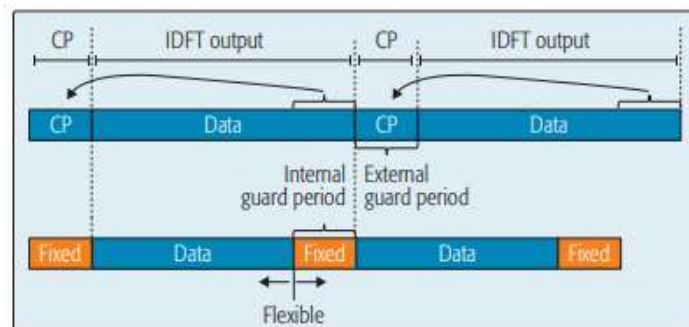 CP IDFT output CP IDFT output
CP Data CP Data
Internal External
guard period guard period
Fixed Data Fixed Data Fixed
Flexible